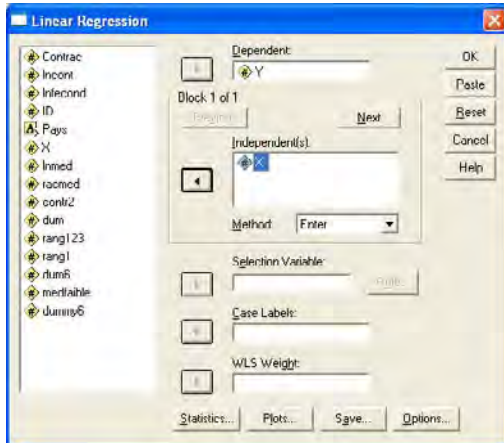 Linear Regression
Contrac
Incont
Infecond
ID
Pays
X
Inmed
racmed
contr2
dum
rang123
rang1
dum6
medfaible
dummy6
Dependent:
Y
Block 1 of 1
Previous
Next
Independent(s):
X
Method:
Enter
Selection Variable:
Rule...
Case Labels:
WLS Weight:
Statistics...
Plots...
Save...
Options...
OK
Paste
Reset
Cancel
Help